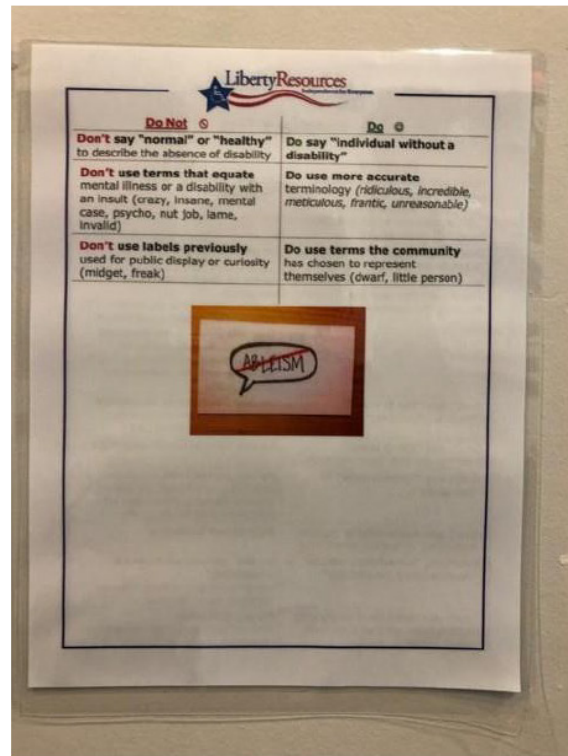 LibertyResources
Do Not
Don't say "normal" or "healthy"
to describe the absence of disability
Don't use terms that equate
mental illness or a disability with
an insult (crazy, insane, mental
case, psycho, nut job, lame,
invalid)
Don't use labels previously
used for public display or curiosity
(midget, freak)
Do
Do say "individual without a
disability"
Do use more accurate
terminology (ridiculous, incredible,
meticulous, frantic, unreasonable)
Do use terms the community
has chosen to represent
themselves (dwarf, little person)
ABLEISM